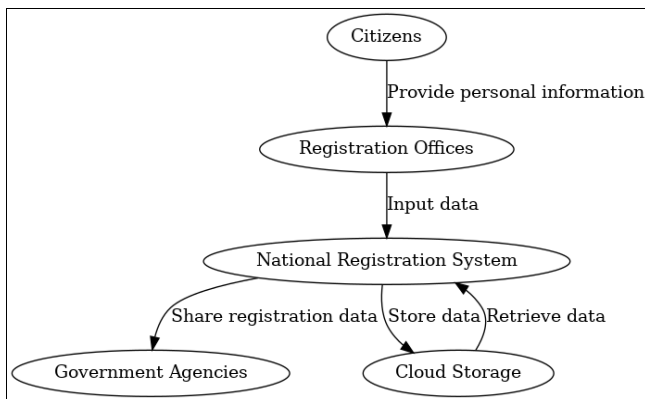 Citizens
Provide personal information
Registration Offices
Input data
National Registration System
Share registration data
Store data
Retrieve data
Government Agencies
Cloud Storage